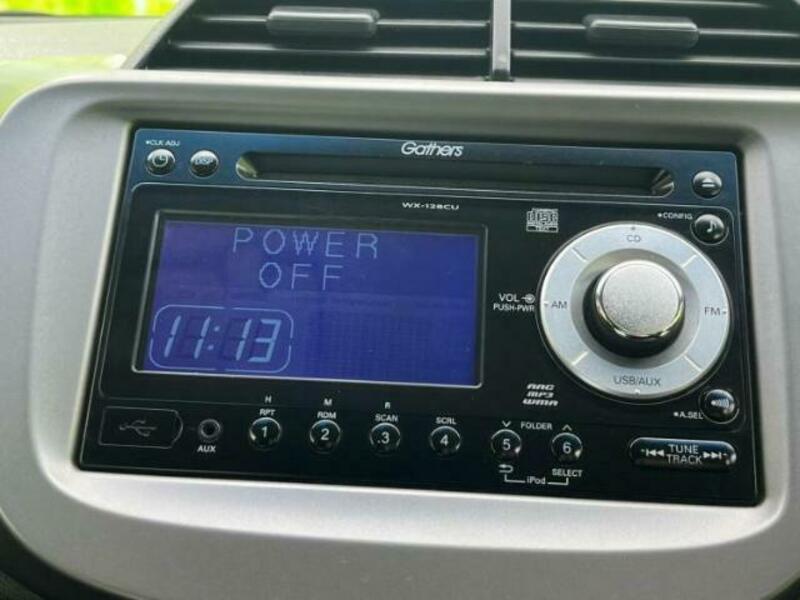 CLK ADJ
DISP
Gathers
WX-128CU
disc
TEXT
CONFIG
POWER
OFF
11:13
CD
AM
FM
USB/AUX
VOL
PUSH-PWR
AAC
MP3
WMA
A.SEL
AUX
H
RPT
1
M
RDM
2
R
SCAN
3
SCRL
4
FOLDER
5
6
iPod
SELECT
TUNE
TRACK